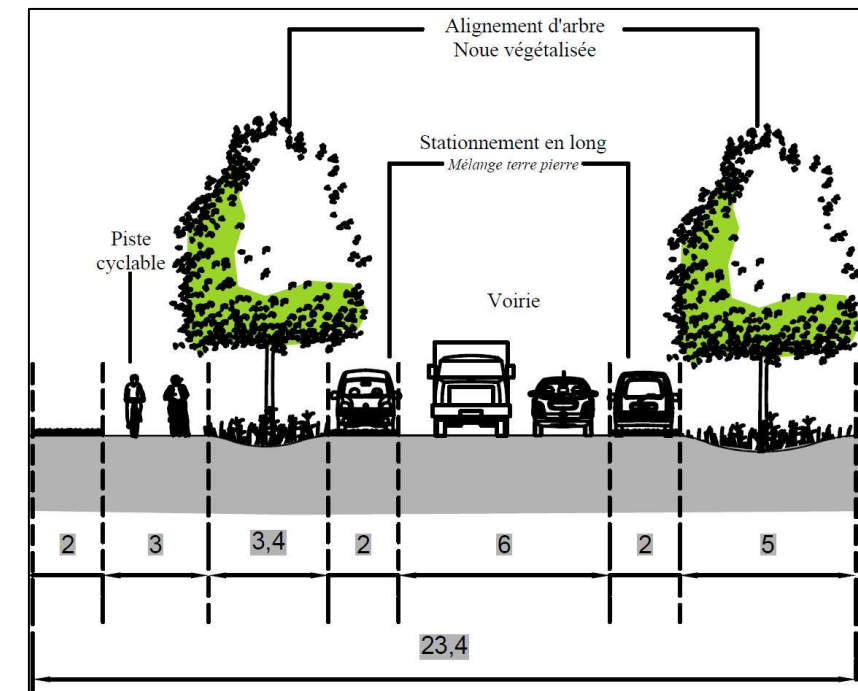 Alignement d'arbre
Noue végétalisée
Stationnement en long
Mélange terre pierre
Piste
cyclable
Voirie
2
3
3,4
2
6
2
5
23,4